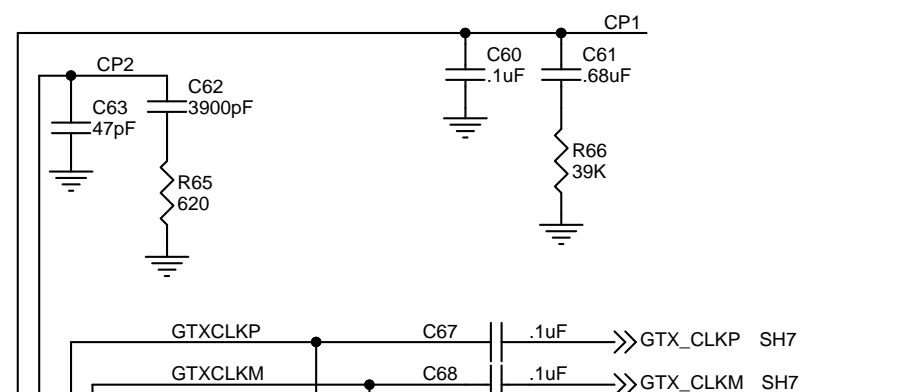 CP1
C60
.1uF
C61
.68uF
CP2
C62
3900pF
C63
47pF
R66
39K
R65
620
GTXCLKP
C67
.1uF
GTX_CLKP SH7
GTXCLKM
C68
.1uF
GTX_CLKM SH7